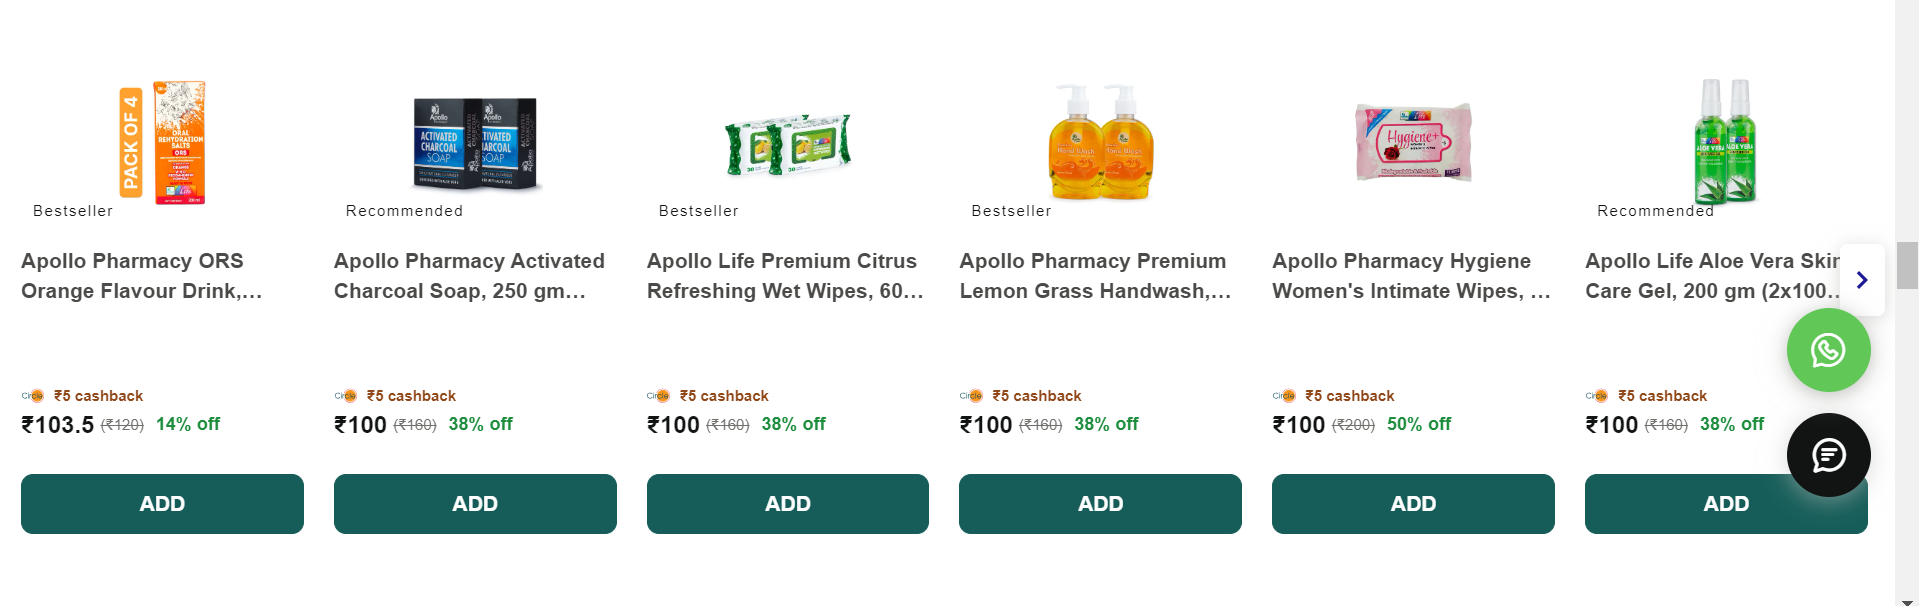 PACK OF 4
ORAL
REHYDRATION
SALTS
ORS
Apollo
ACTIVATED
CHARCOAL
SOAP
Hygiene+
ALOE VERA
ALOE VERA
Bestseller
Recommended
Bestseller
Bestseller
Recommended
Apollo Pharmacy ORS
Orange Flavour Drink,...
Apollo Pharmacy Activated
Charcoal Soap, 250 gm...
Apollo Life Premium Citrus
Refreshing Wet Wipes, 60...
Apollo Pharmacy Premium
Lemon Grass Handwash,...
Apollo Pharmacy Hygiene
Women's Intimate Wipes, ...
Apollo Life Aloe Vera Skin
Care Gel, 200 gm (2x100...
Circle ₹5 cashback
₹103.5 (₹120) 14% off
ADD
Circle ₹5 cashback
₹100 (₹160) 38% off
ADD
Circle ₹5 cashback
₹100 (₹160) 38% off
ADD
Circle ₹5 cashback
₹100 (₹160) 38% off
ADD
Circle ₹5 cashback
₹100 (₹200) 50% off
ADD
Circle ₹5 cashback
₹100 (₹160) 38% off
ADD